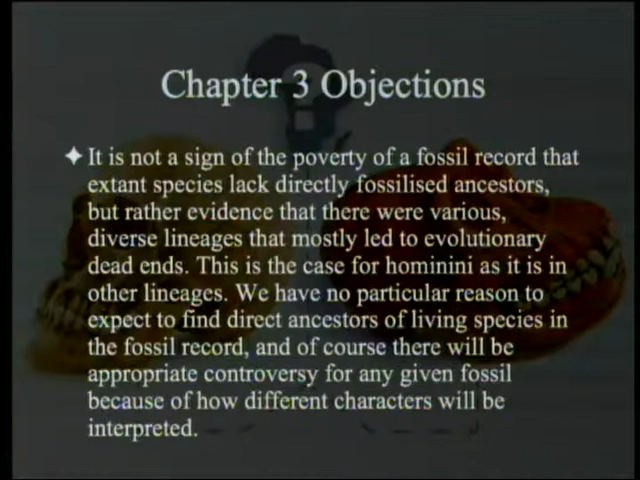 Chapter 3 Objections
It is not a sign of the poverty of a fossil record that
extant species lack directly fossilised ancestors,
but rather evidence that there were various,
diverse lineages that mostly led to evolutionary
dead ends. This is the case for hominini as it is in
other lineages. We have no particular reason to
expect to find direct ancestors of living species in
the fossil record, and of course there will be
appropriate controversy for any given fossil
because of how different characters will be
interpreted.